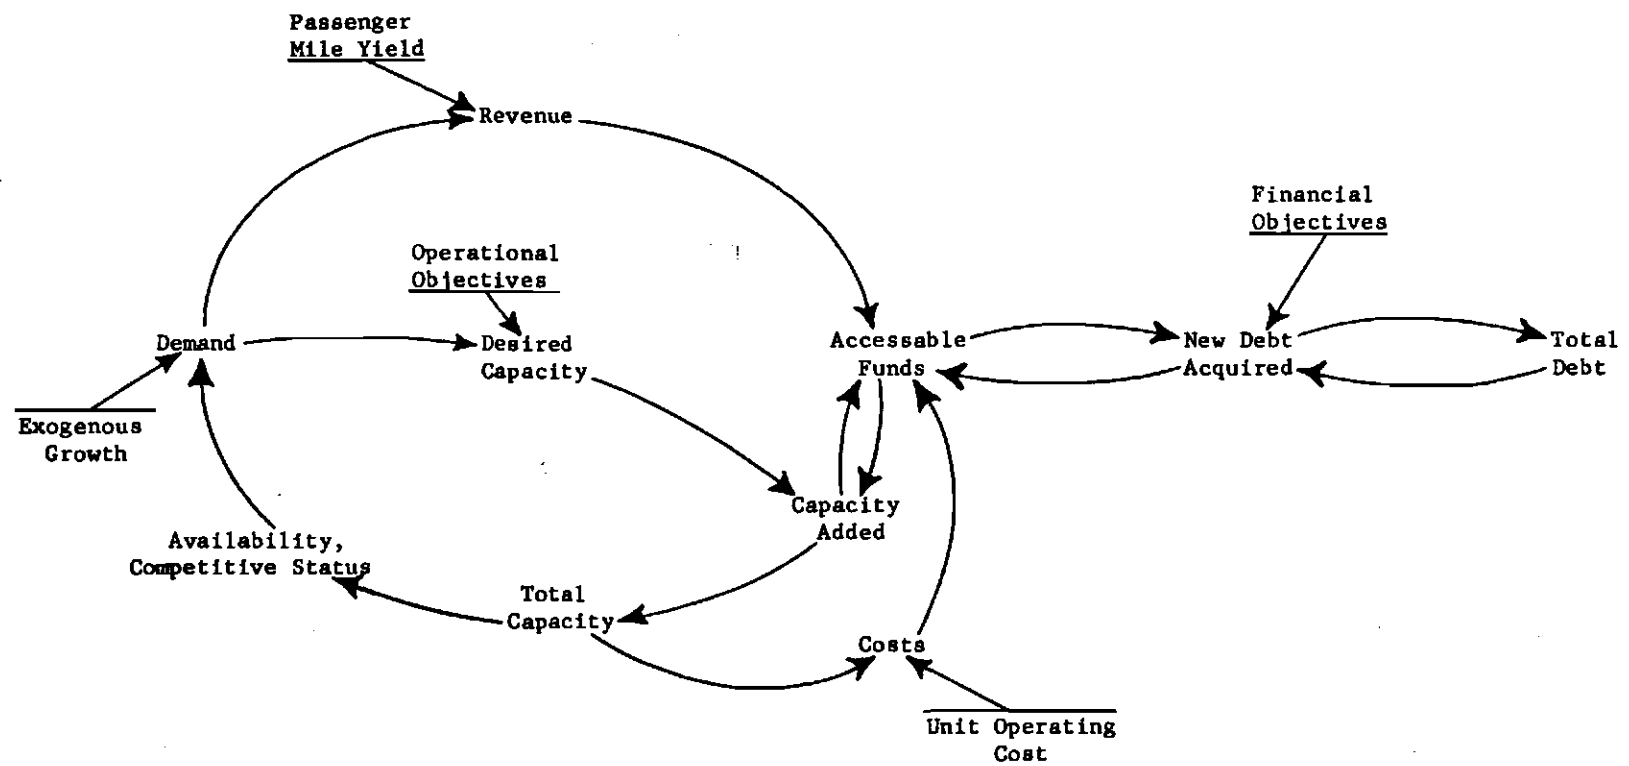 Passenger
Mile Yield
Revenue
Financial
Objectives
Operational
Objectives
Demand
Desired
Capacity
Accessable
Funds
New Debt
Acquired
Total
Debt
Exogenous
Growth
Capacity
Added
Availability,
Competitive Status
Total
Capacity
Costs
Unit Operating
Cost